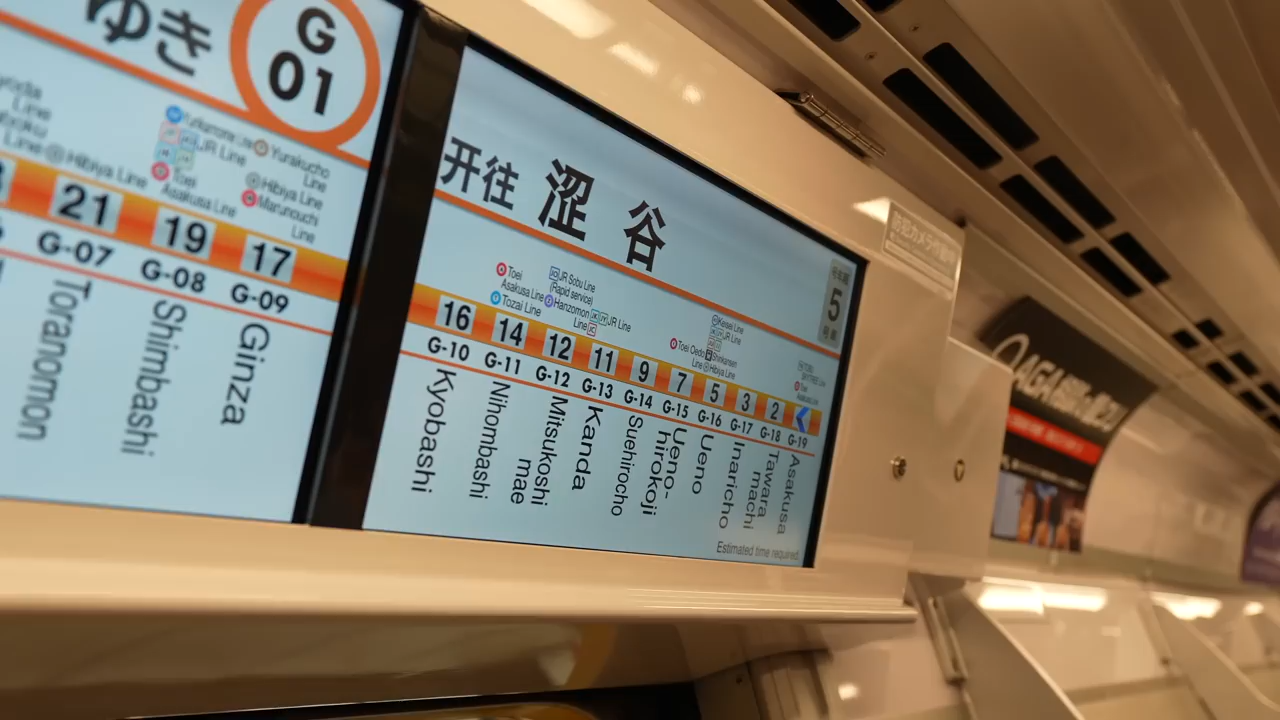 ゆき
G
01
Line
Line
Hibiya Line
JR Line
Toei
Asakusa Line
Yurakucho
Line
Hibiya Line
Marunouchi
Line
21
19
17
G-07
G-08
G-09
Toranomon
Shimbashi
Ginza
开往 涩谷
5
Toei
Asakusa Line
Tozai Line
JR Sobu Line
(Rapid service)
Hanzomon
Line
JR Line
Toei Oedo
Line
Keisei Line
JR Line
Shinkansen
Hibiya Line
16
14
12
11
9
7
5
3
2
G-10
G-11
G-12
G-13
G-14
G-15
G-16
G-17
G-18
G-19
Kyobashi
Nihombashi
Mitsukoshi
mae
Kanda
Suehirocho
Ueno-
hirokoji
Ueno
Inaricho
Tawara
machi
Asakusa
Estimated time required